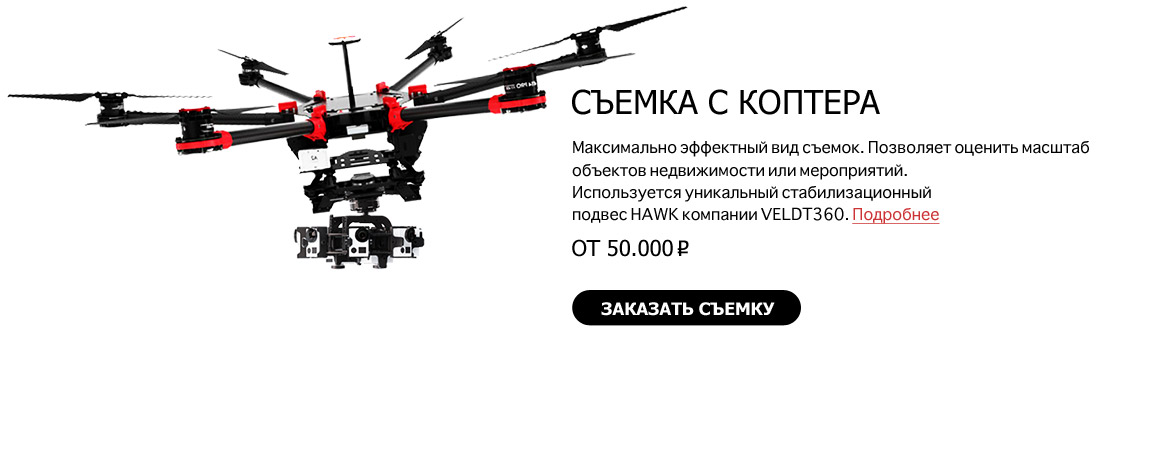 СЪЕМКА С КОПТЕРА
Максимально эффектный вид съемок. Позволяет оценить масштаб
объектов недвижимости или мероприятий.
Используется уникальный стабилизационный
подвес HAWK компании VELDT360. Подробнее
ОТ 50.000₽
ЗАКАЗАТЬ СЪЕМКУ